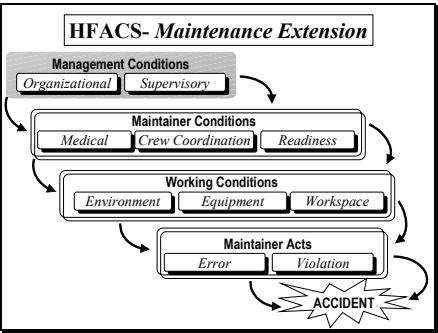 HFACS- Maintenance Extension
Management Conditions
Organizational Supervisory
Maintainer Conditions
Medical Crew Coordination Readiness
Working Conditions
Environment Equipment Workspace
Maintainer Acts
Error Violation
ACCIDENT